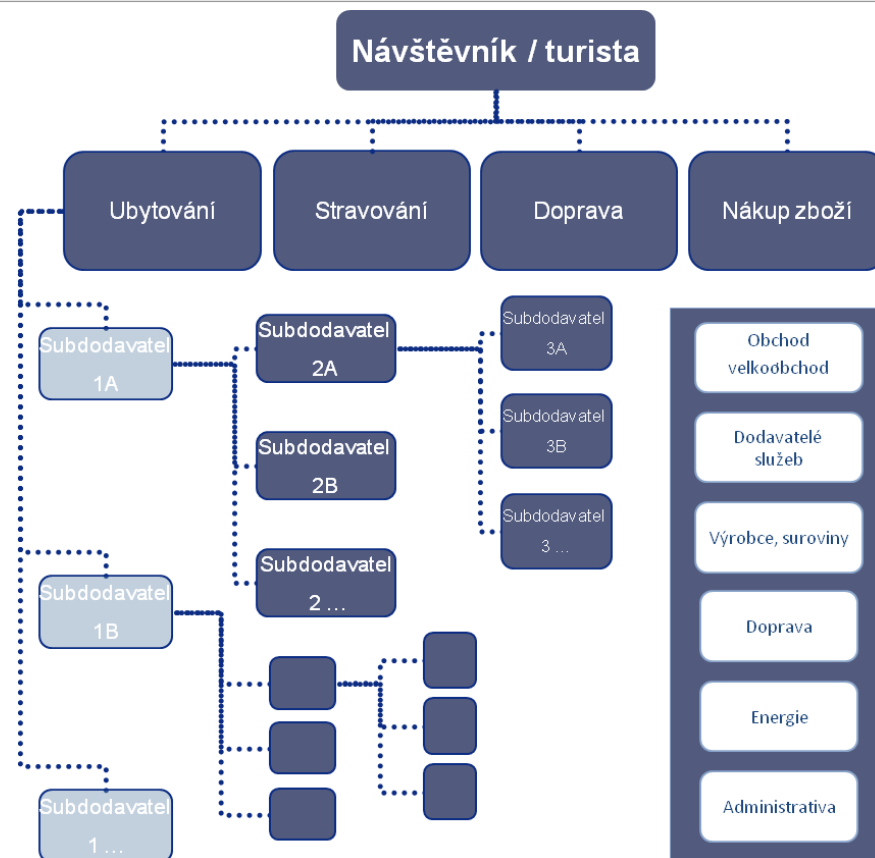 Návštěvník / turista
Ubytování
Stravování
Doprava
Nákup zboží
Subdodavatel
1A
Subdodavatel
2A
Subdodavatel
3A
Subdodavatel
2B
Subdodavatel
3B
Subdodavatel
2 ...
Subdodavatel
3 ...
Subdodavatel
1B
Subdodavatel
1 ...
Obchod
velkoobchod
Dodavatelé
služeb
Výrobce, suroviny
Doprava
Energie
Administrativa